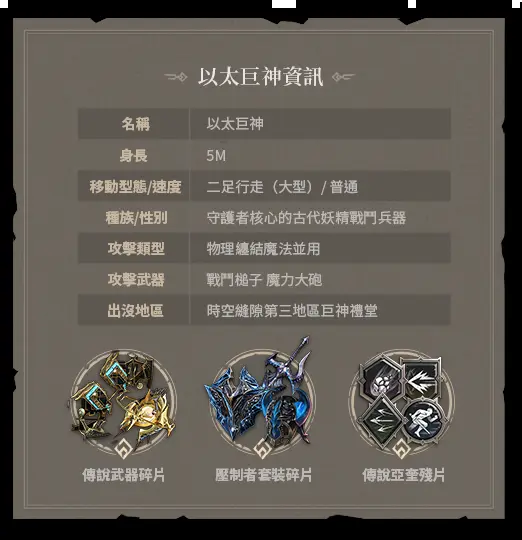 以太巨神資訊
名稱 以太巨神
身長 5M
移動型態/速度 二足行走（大型）/ 普通
種族/性別 守護者核心的古代妖精戰鬥兵器
攻擊類型 物理纏結魔法並用
攻擊武器 戰鬥槌子 魔力大砲
出沒地區 時空縫隙第三地區巨神禮堂
傳說武器碎片 壓制者套裝碎片 傳說亞奎殘片